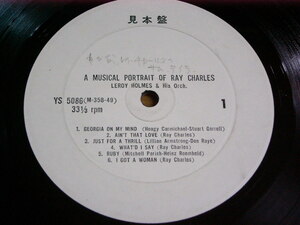 見本盤
A MUSICAL PORTRAIT OF RAY CHARLES
LEROY HOLMES & His Orch.
YS 5086(M-358-49)
33⅓ rpm
1
1. GEORGIA ON MY MIND (Hoagy Carmichael-Stuart Gorrell)
2. AIN'T THAT LOVE (Ray Charles)
3. JUST FOR A THRILL (Lillian Armstrong-Don Raye)
4. WHAT'D I SAY (Ray Charles)
5. RUBY (Mitchell Parish-Heinz Roemheld)
6. I GOT A WOMAN (Ray Charles)